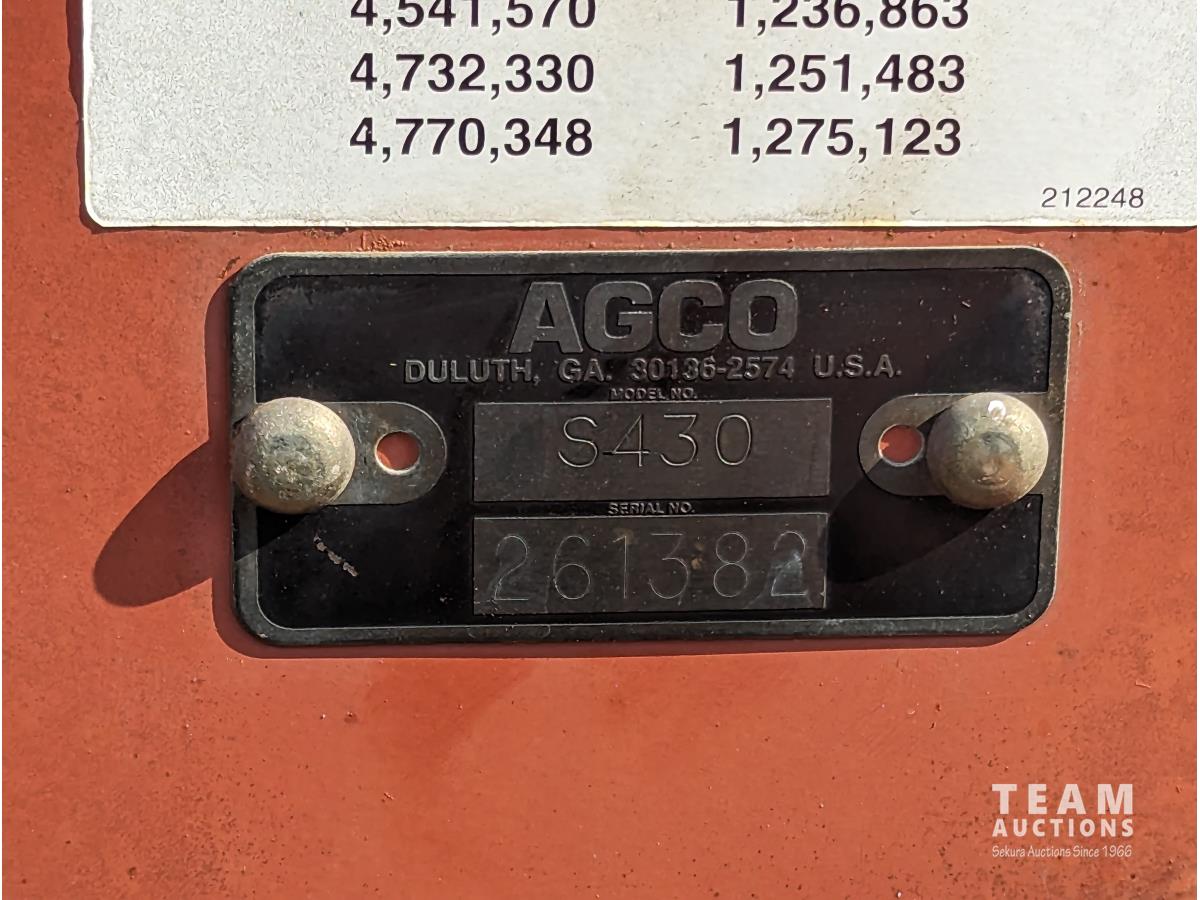 4,541,570 1,236,863
4,732,330 1,251,483
4,770,348 1,275,123
212248
AGCO
DULUTH, GA. 30136-2574 U.S.A.
MODEL NO.
S430
SERIAL NO.
261382
TEAM
AUCTIONS
Sekura Auctions Since 1966